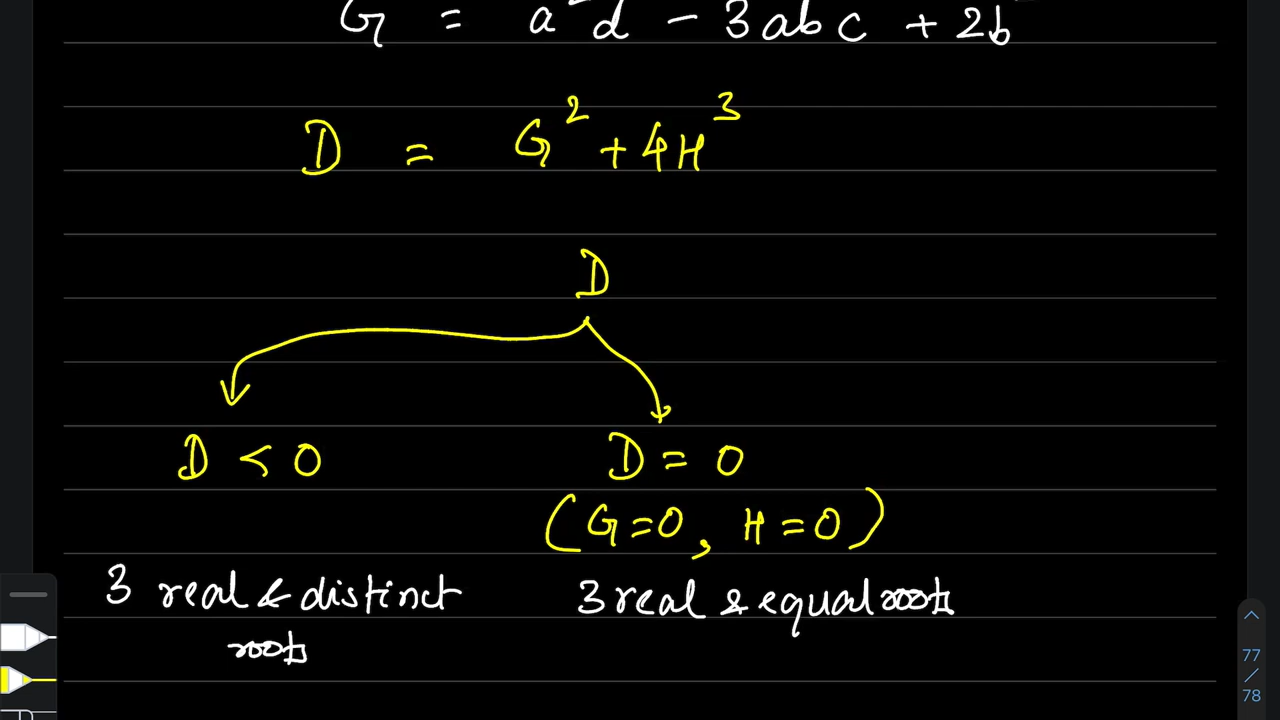 G = a²d - 3abc + 2b
D = G² + 4H³
D
D < 0 D = 0
(G=0, H=0)
3 real & distinct 3 real & equal roots
roots
77
/
78